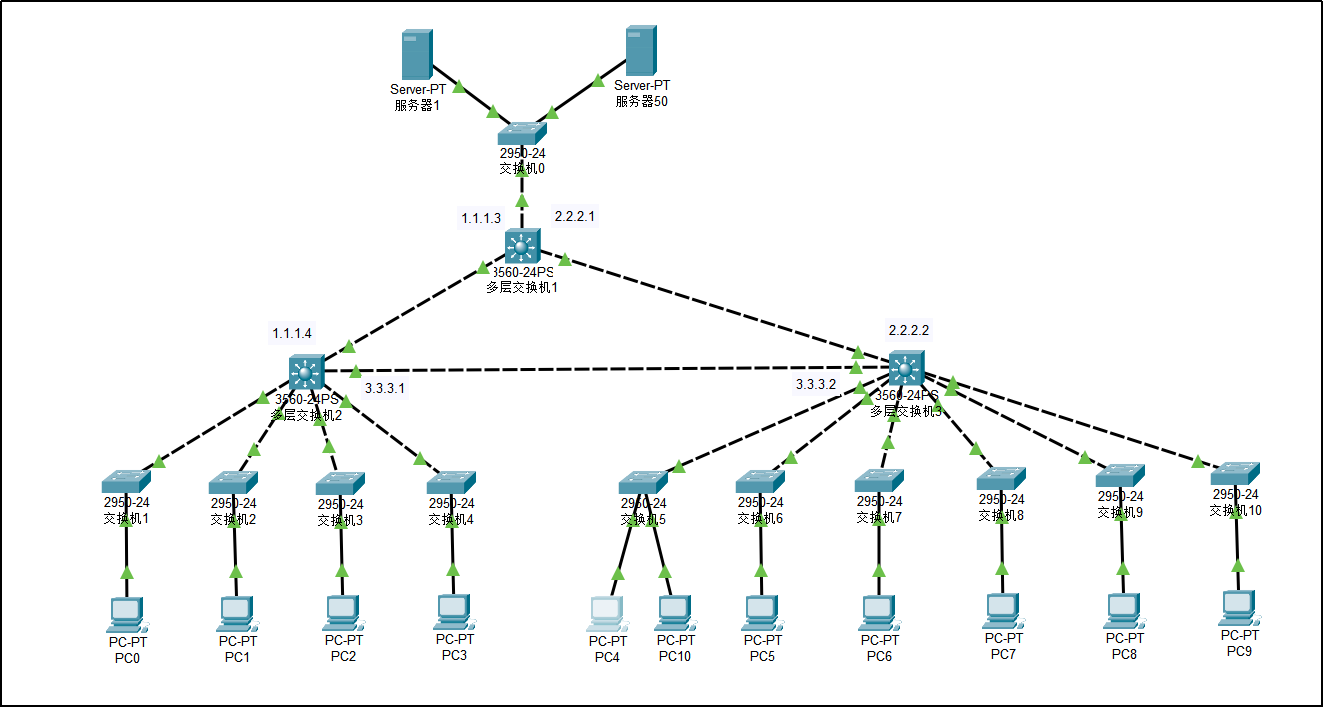 Server-PT
服务器1
Server-PT
服务器50
2950-24
交换机0
1.1.1.3
2.2.2.1
3560-24PS
多层交换机1
1.1.1.4
2.2.2.2
3.3.3.1
3.3.3.2
3560-24PS
多层交换机2
3560-24PS
多层交换机3
2950-24
交换机1
2950-24
交换机2
2950-24
交换机3
2950-24
交换机4
2950-24
交换机5
2950-24
交换机6
2950-24
交换机7
2950-24
交换机8
2950-24
交换机9
2950-24
交换机10
PC-PT
PC0
PC-PT
PC1
PC-PT
PC2
PC-PT
PC3
PC-PT
PC4
PC-PT
PC10
PC-PT
PC5
PC-PT
PC6
PC-PT
PC7
PC-PT
PC8
PC-PT
PC9